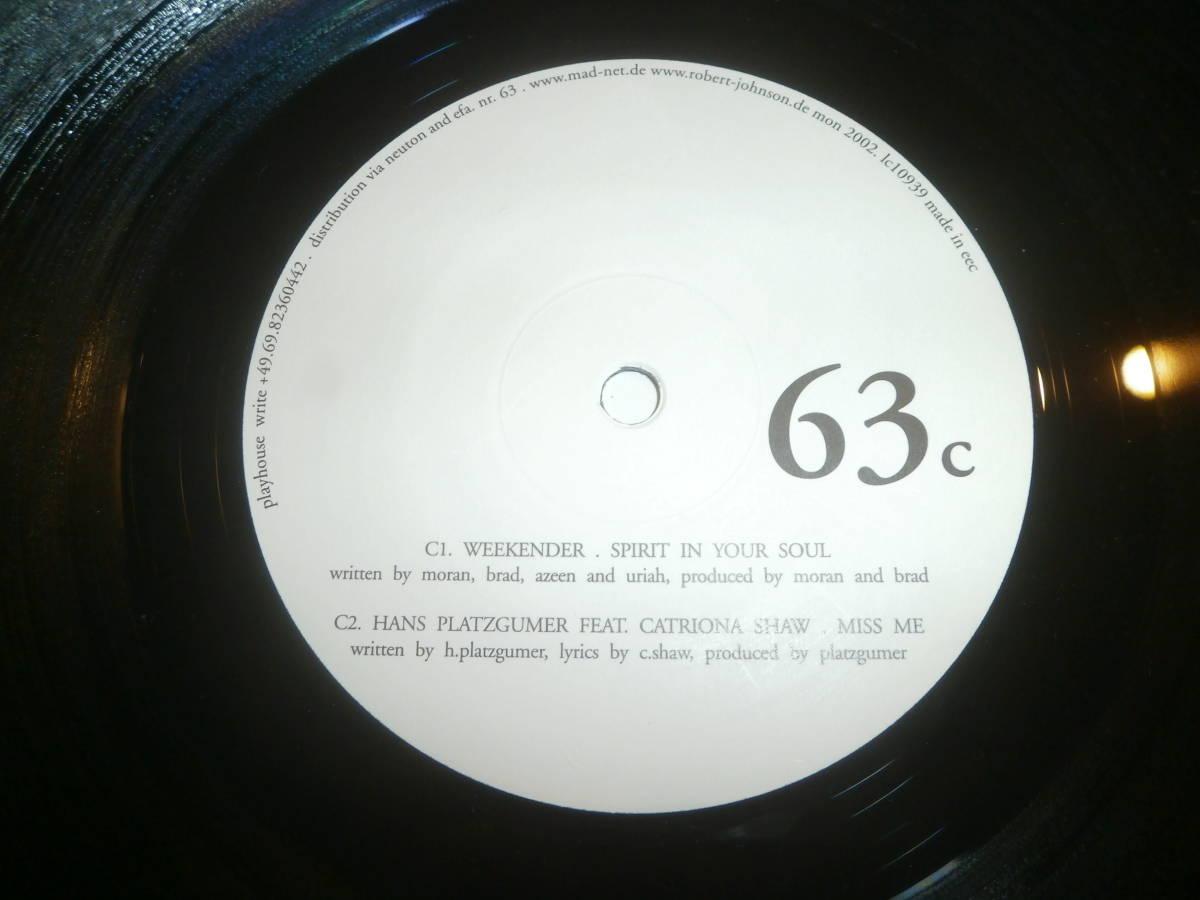 playhouse write +49.69.82360442 . distribution via neuton and efa. nr. 63 . www.mad-net.de www.robert-johnson.de mon 2002. lc10939 made in eec
63c
C1. WEEKENDER . SPIRIT IN YOUR SOUL
written by moran, brad, azeen and uriah, produced by moran and brad
C2. HANS PLATZGUMER FEAT. CATRIONA SHAW . MISS ME
written by h.platzgumer, lyrics by c.shaw, produced by platzgumer